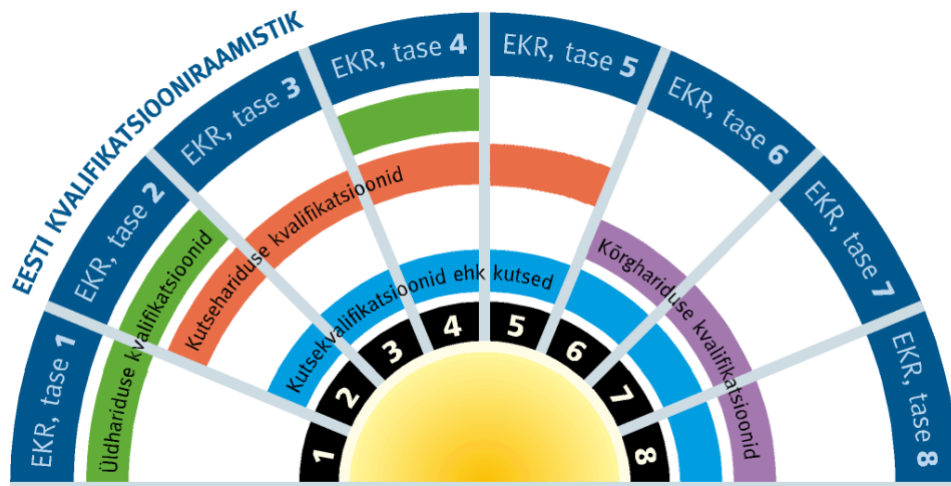 EESTI KVALIFIKATSIOONIRAAMISTIK
EKR, tase 1
EKR, tase 2
EKR, tase 3
EKR, tase 4
EKR, tase 5
EKR, tase 6
EKR, tase 7
EKR, tase 8
Üldhariduse kvalifikatsioonid
Kutsehariduse kvalifikatsioonid
Kutsekvalifikatsioonid ehk kutsed
Kõrghariduse kvalifikatsioonid
1
2
3
4
5
6
7
8